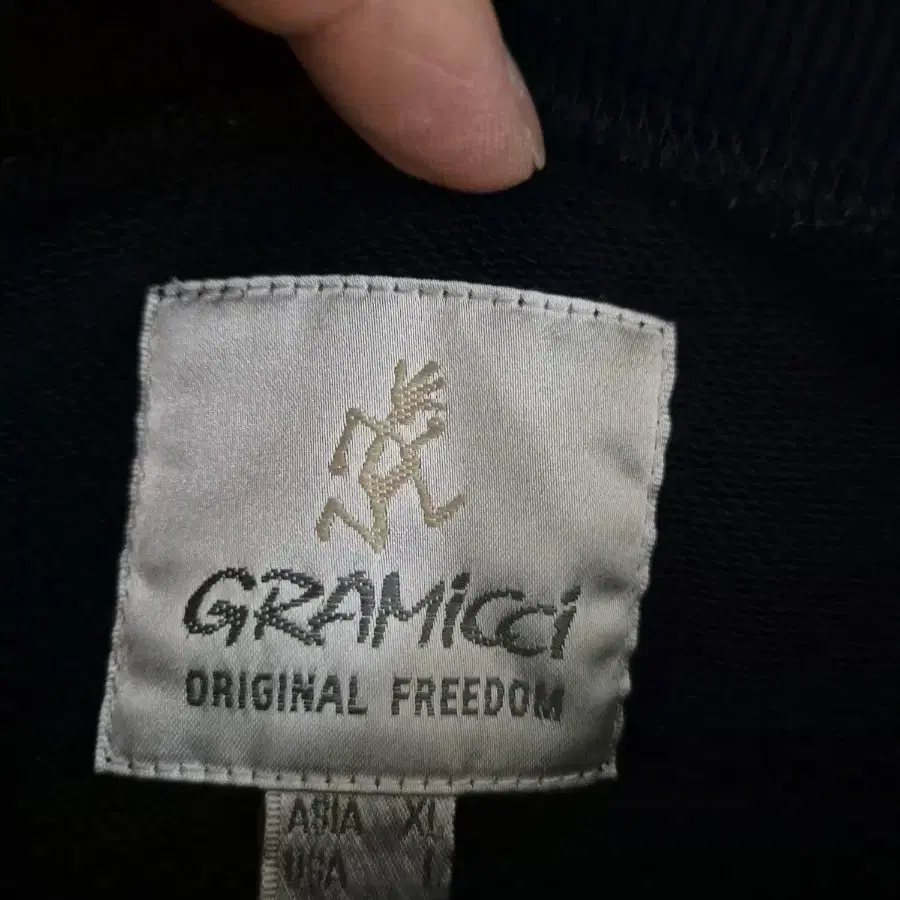 GRAMiCCi
ORIGINAL FREEDOM
ASIA XL
USA L